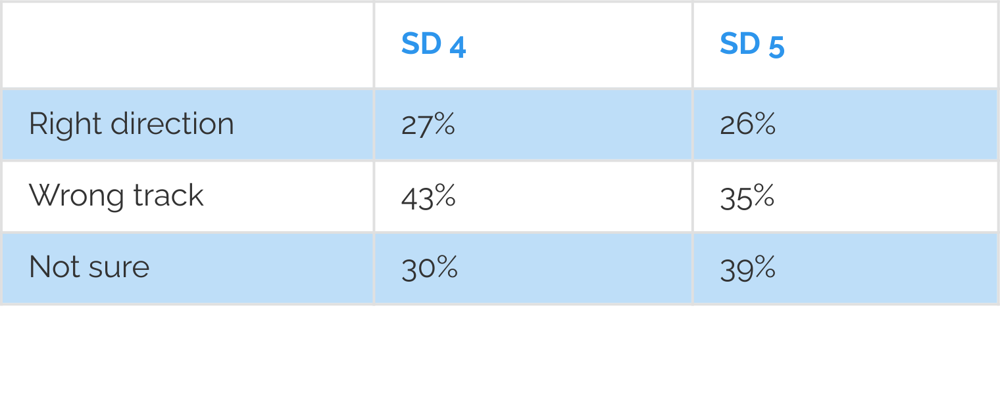 SD 4 SD 5
Right direction 27% 26%
Wrong track 43% 35%
Not sure 30% 39%